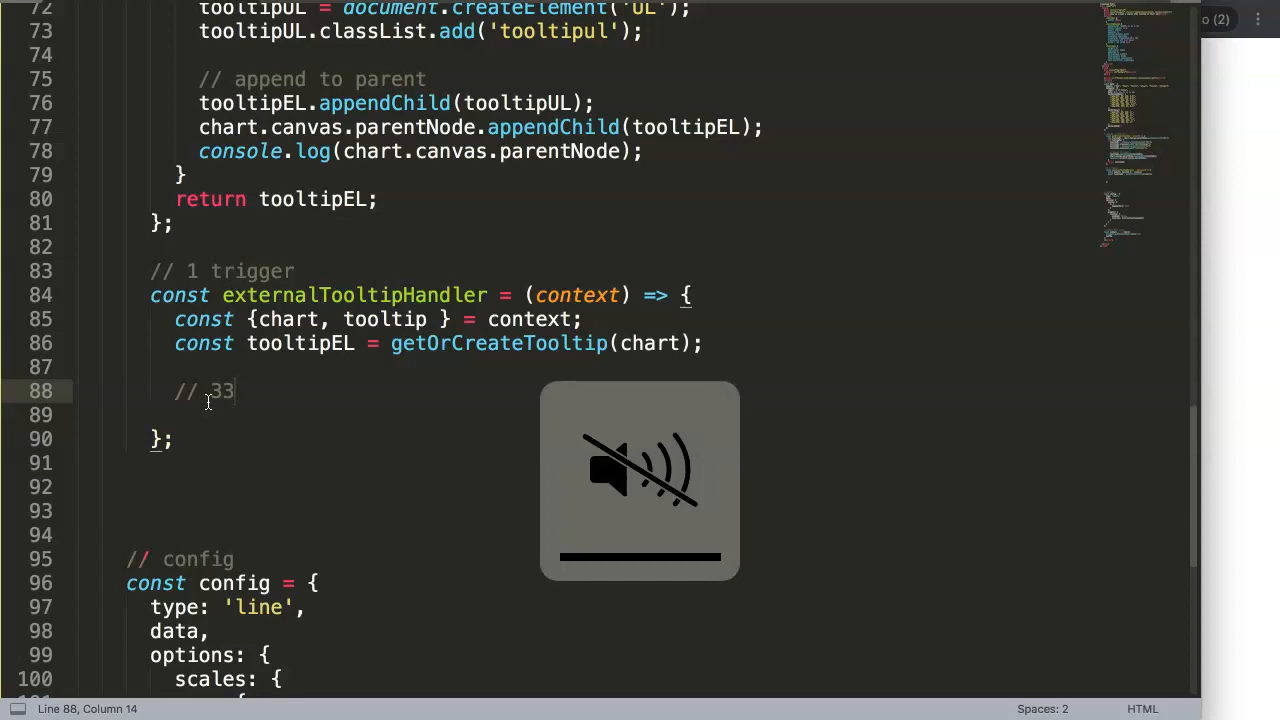 o (2)
72 tooltipUL = document.createElement('UL');
73 tooltipUL.classList.add('tooltipul');
74
75 // append to parent
76 tooltipEL.appendChild(tooltipUL);
77 chart.canvas.parentNode.appendChild(tooltipEL);
78 console.log(chart.canvas.parentNode);
79 }
80 return tooltipEL;
81 };
82
83 // 1 trigger
84 const externalTooltipHandler = (context) => {
85 const {chart, tooltip } = context;
86 const tooltipEL = getOrCreateTooltip(chart);
87
88 // 33
89
90 };
91
92
93
94
95 // config
96 const config = {
97 type: 'line',
98 data,
99 options: {
100 scales: {
Line 88, Column 14 Spaces: 2 HTML